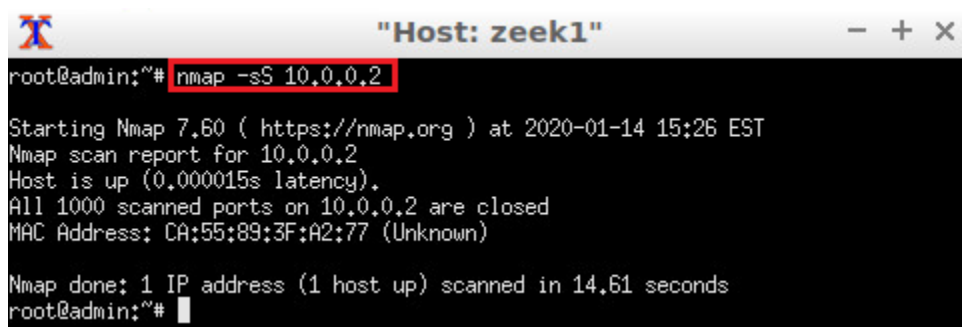 "Host: zeek1"
root@admin:~# nmap -sS 10.0.0.2
Starting Nmap 7.60 ( https://nmap.org ) at 2020-01-14 15:26 EST
Nmap scan report for 10.0.0.2
Host is up (0.000015s latency).
All 1000 scanned ports on 10.0.0.2 are closed
MAC Address: CA:55:89:3F:A2:77 (Unknown)
Nmap done: 1 IP address (1 host up) scanned in 14.61 seconds
root@admin:~#